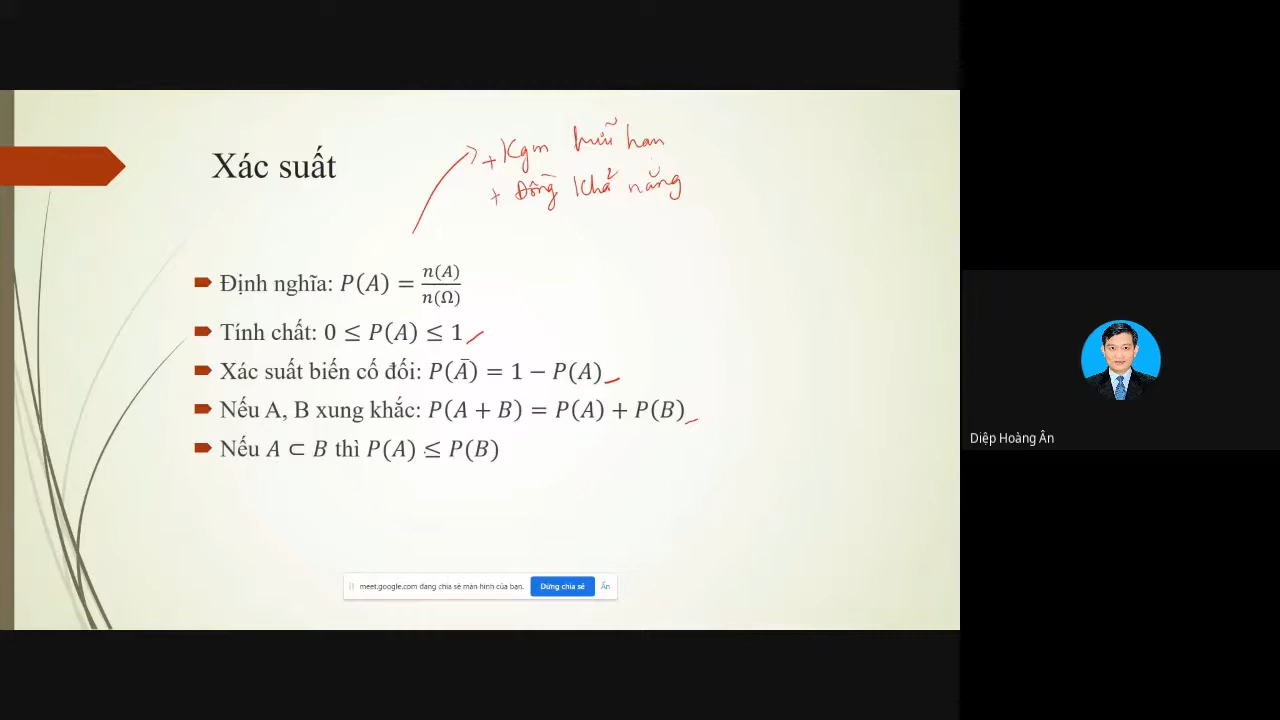 + Kgm hữũ han
+ Đồng khả năng
Xác suất
Định nghĩa: P(A) = n(A)/n(Ω)
Tính chất: 0 ≤ P(A) ≤ 1
Xác suất biến cố đối: P(Ā) = 1 − P(A)
Nếu A, B xung khắc: P(A + B) = P(A) + P(B)
Nếu A ⊂ B thì P(A) ≤ P(B)
meet.google.com đang chia sẻ màn hình của bạn. Dừng chia sẻ Ẩn
Diệp Hoàng Ân